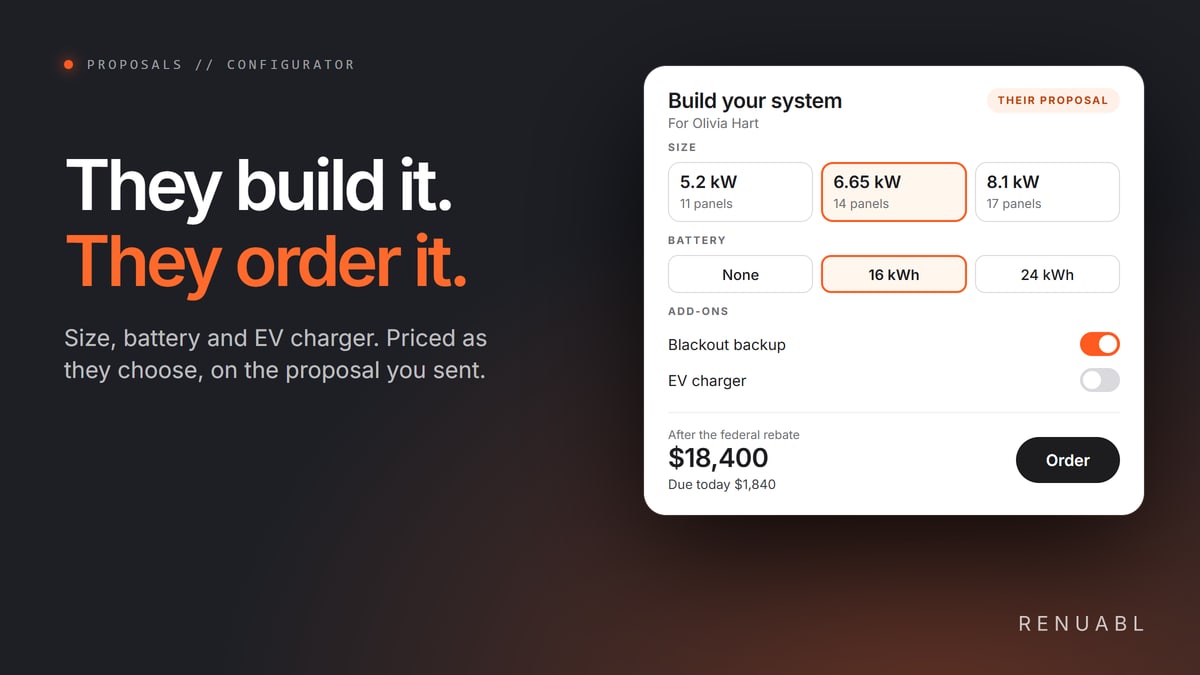 PROPOSALS // CONFIGURATOR
They build it.
They order it.
Size, battery and EV charger. Priced as
they choose, on the proposal you sent.
Build your system
THEIR PROPOSAL
For Olivia Hart
SIZE
5.2 kW
11 panels
6.65 kW
14 panels
8.1 kW
17 panels
BATTERY
None
16 kWh
24 kWh
ADD-ONS
Blackout backup
EV charger
After the federal rebate
$18,400
Due today $1,840
Order
RENUABL